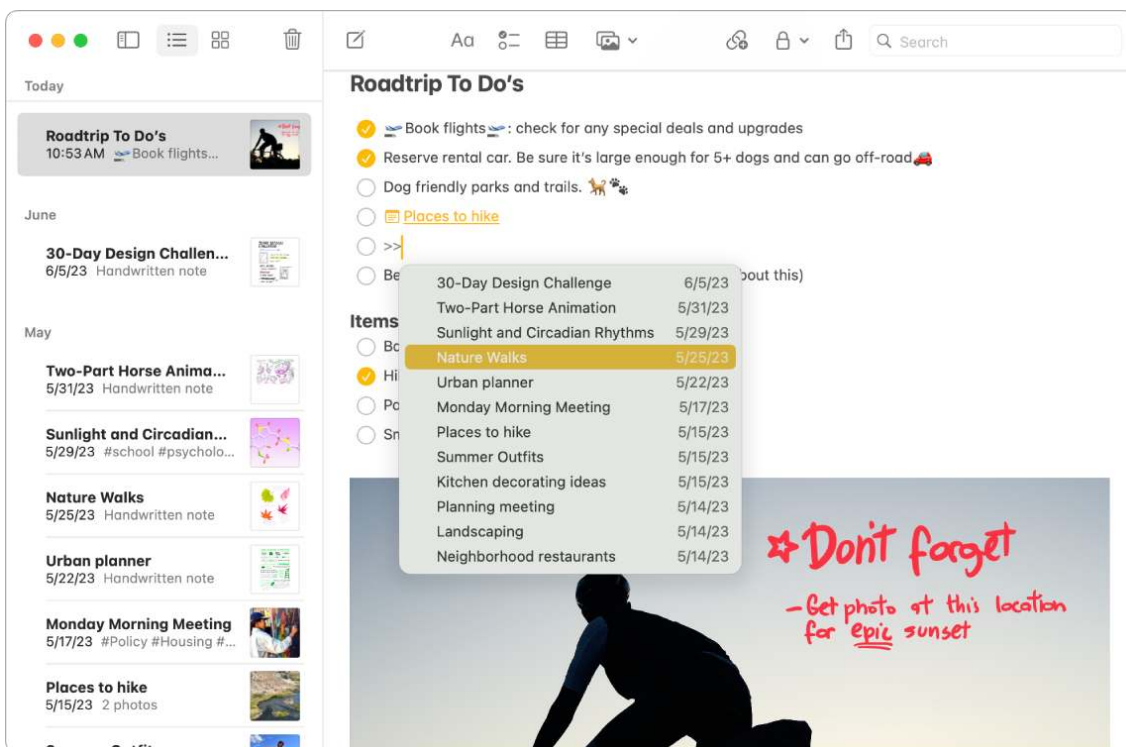 Search
Today
Roadtrip To Do's
10:53 AM 🛫Book flights...
June
30-Day Design Challen...
6/5/23 Handwritten note
May
Two-Part Horse Anima...
5/31/23 Handwritten note
Sunlight and Circadian...
5/29/23 #school #psycholo...
Nature Walks
5/25/23 Handwritten note
Urban planner
5/22/23 Handwritten note
Monday Morning Meeting
5/17/23 #Policy #Housing #...
Places to hike
5/15/23 2 photos
Aa
Roadtrip To Do's
🛫Book flights🛫: check for any special deals and upgrades
Reserve rental car. Be sure it's large enough for 5+ dogs and can go off-road🚗
Dog friendly parks and trails. 🐕🐾
Places to hike
>>
Be
bout this)
30-Day Design Challenge 6/5/23
Two-Part Horse Animation 5/31/23
Sunlight and Circadian Rhythms 5/29/23
Nature Walks 5/25/23
Urban planner 5/22/23
Monday Morning Meeting 5/17/23
Places to hike 5/15/23
Summer Outfits 5/15/23
Kitchen decorating ideas 5/15/23
Planning meeting 5/14/23
Landscaping 5/14/23
Neighborhood restaurants 5/14/23
Items
Hi
Don't forget
- Get photo at this location
for epic sunset